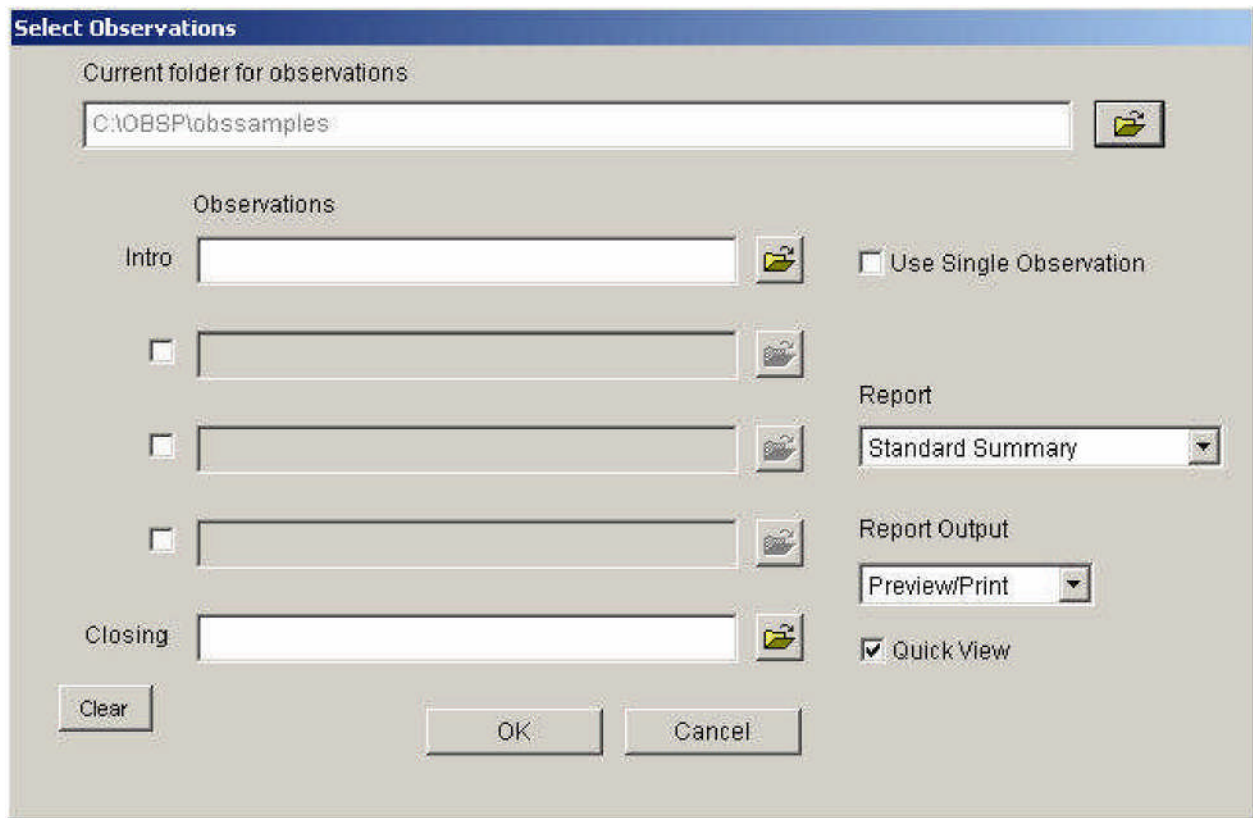 Select Observations
Current folder for observations
C:\OBSP\obssamples
Observations
Intro
Use Single Observation
Report
Standard Summary
Report Output
Preview/Print
Closing
Quick View
Clear
OK
Cancel